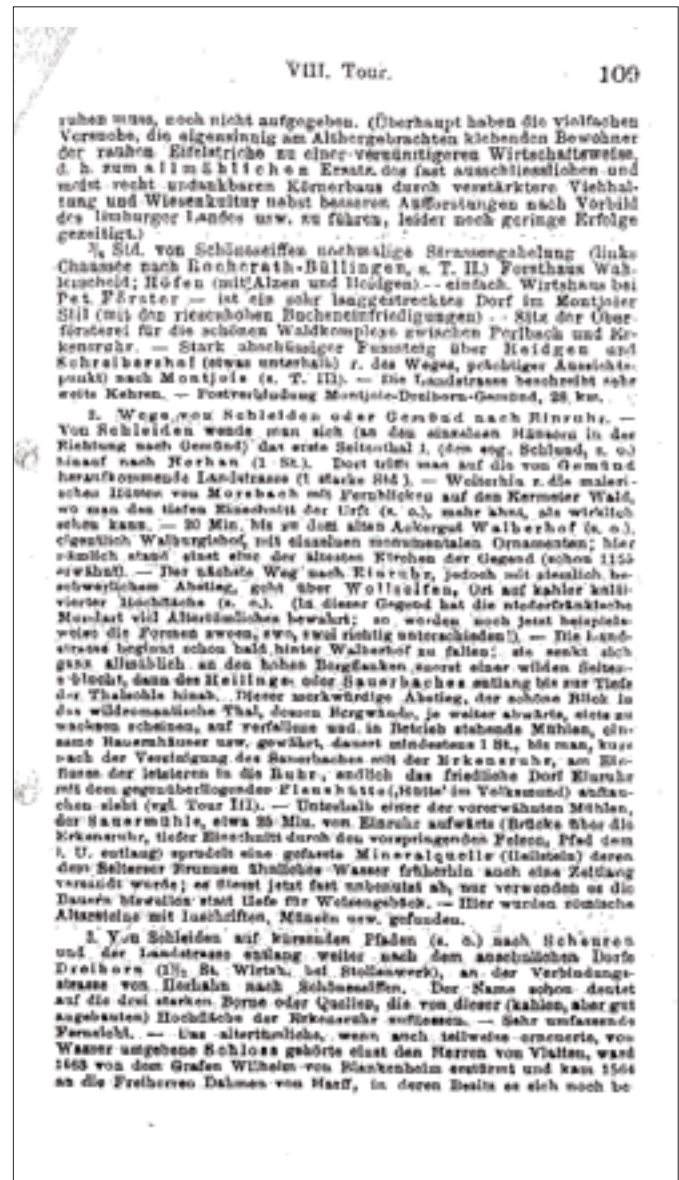 VIII. Tour. 109
ruhen muss, noch nicht aufgegeben. (Überhaupt haben die vielfachen
Versuche, die eigensinnig am Althergebrachten klebenden Bewohner
der rauhen Eifelstriche zu einer vernünftigeren Wirtschaftsweise,
d. h. zum allmählichen Ersatz des fast ausschliesslichen und
meist recht undankbaren Körnerbaus durch verstärktere Viehhal-
tung und Wiesenkultur nebst besseren Aufforstungen nach Vorbild
des limburger Landes usw. zu führen, leider noch geringe Erfolge
gezeitigt.)
¾ Std. von Schöneseiffen nochmalige Strassengabelung (links
Chaussee nach Rocherath-Büllingen, s. T. II.) Forsthaus Wah-
lerscheid; Höfen (mit Alzen und Heidgen) — einfach. Wirtshaus bei
Pet. Förster — ist ein sehr langgestrecktes Dorf im Montjoier
Stil (mit den riesenhohen Bucheneinfriedigungen) — Sitz der Ober-
försterei für die schönen Waldkomplexe zwischen Perlbach und Er-
kensruhr. — Stark abschüssiger Fusssteig über Heidgen und
Schreibershof (etwas unterhalb) r. des Weges, prächtiger Aussichts-
punkt) nach Montjoie (s. T. III). — Die Landstrasse beschreibt sehr
weite Kehren. — Postverbindung Montjoie-Dreiborn-Gemünd, 28 km.
2. Wege von Schleiden oder Gemünd nach Einruhr. —
Von Schleiden wende man sich (an den einzelnen Häusern in der
Richtung nach Gemünd) das erste Seitenthal l. (dem sog. Schlund, s. o.)
hinauf nach Herhan (1 St.). Dort trifft man auf die von Gemünd
heraufkommende Landstrasse (1 starke Std.). — Weiterhin r. die maleri-
schen Hütten von Morsbach mit Fernblicken auf den Kermeter Wald,
wo man den tiefen Einschnitt der Urft (s. o.), mehr ahnt, als wirklich
sehen kann. — 20 Min. bis zu dem alten Ackergut Walberhof (s. o.),
eigentlich Walburgishof, mit einzelnen monumentalen Ornamenten; hier
nämlich stand einst eine der ältesten Kirchen der Gegend (schon 1155
erwähnt). — Der nächste Weg nach Einruhr, jedoch mit ziemlich be-
schwerlichem Abstieg, geht über Wollseifen, Ort auf kahler kulti-
vierter Hochfläche (s. o.). (In dieser Gegend hat die niederfränkische
Mundart viel Altertümliches bewahrt; so werden noch jetzt beispiels-
weise die Formen zween, zwo, zwei richtig unterschieden!). — Die Land-
strasse beginnt schon bald hinter Walberhof zu fallen; sie senkt sich
ganz allmählich an den hohen Bergflanken zuerst einer wilden Seiten-
schlucht, dann des Heilings- oder Sauerbaches entlang bis zur Tiefe
der Thalsohle hinab. Dieser merkwürdige Abstieg, der schöne Blick in
das wildromantische Thal, dessen Bergwände, je weiter abwärts, stets zu
wachsen scheinen, auf verfallene und in Betrieb stehende Mühlen, ein-
same Bauernhäuser usw. gewährt, dauert mindestens 1 St., bis man, kurz
nach der Vereinigung des Sauerbaches mit der Erkensruhr, am Ein-
flusse der letzteren in die Ruhr, endlich das friedliche Dorf Einruhr
mit dem gegenüberliegender Pleushütte („Hütte' im Volksmund) auftau-
chen sieht (vgl. Tour III). — Unterhalb einer der vorerwähnten Mühlen,
der Sauermühle, etwa 25 Min. von Einruhr aufwärts (Brücke über die
Erkensruhr, tiefer Einschnitt durch den vorspringenden Felsen, Pfad dem
l. U. entlang) sprudelt eine gefasste Mineralquelle (Heilstein) deren
dem Selterser Brunnen ähnliches Wasser früherhin auch eine Zeitlang
versandt wurde; es fliesst jetzt fast unbenutzt ab, nur verwenden es die
Bauern bisweilen statt Hefe für Weizengebäck. — Hier wurden römische
Altarsteine mit Inschriften, Münzen usw. gefunden.
3. Von Schleiden auf kürzenden Pfaden (s. o.) nach Scheuren
und der Landstrasse entlang weiter nach dem ansehnlichen Dorfe
Dreiborn (1½ St. Wirtsh. bei Stollenwerk), an der Verbindungs-
strasse von Herhahn nach Schöneseiffen. Der Name schon deutet
auf die drei starken Borne oder Quellen, die von dieser (kahlen, aber gut
angebauten) Hochfläche der Erkensruhr zufliessen. — Sehr umfassende
Fernsicht. — Das altertümliche, wenn auch teilweise erneuerte, von
Wasser umgebene Schloss gehörte einst den Herren von Vlatten, ward
von dem Grafen Wilhelm von Blankenheim erstürmt und kam
an die Freiherren Dahmen von Harff, in deren Besitz es sich noch be